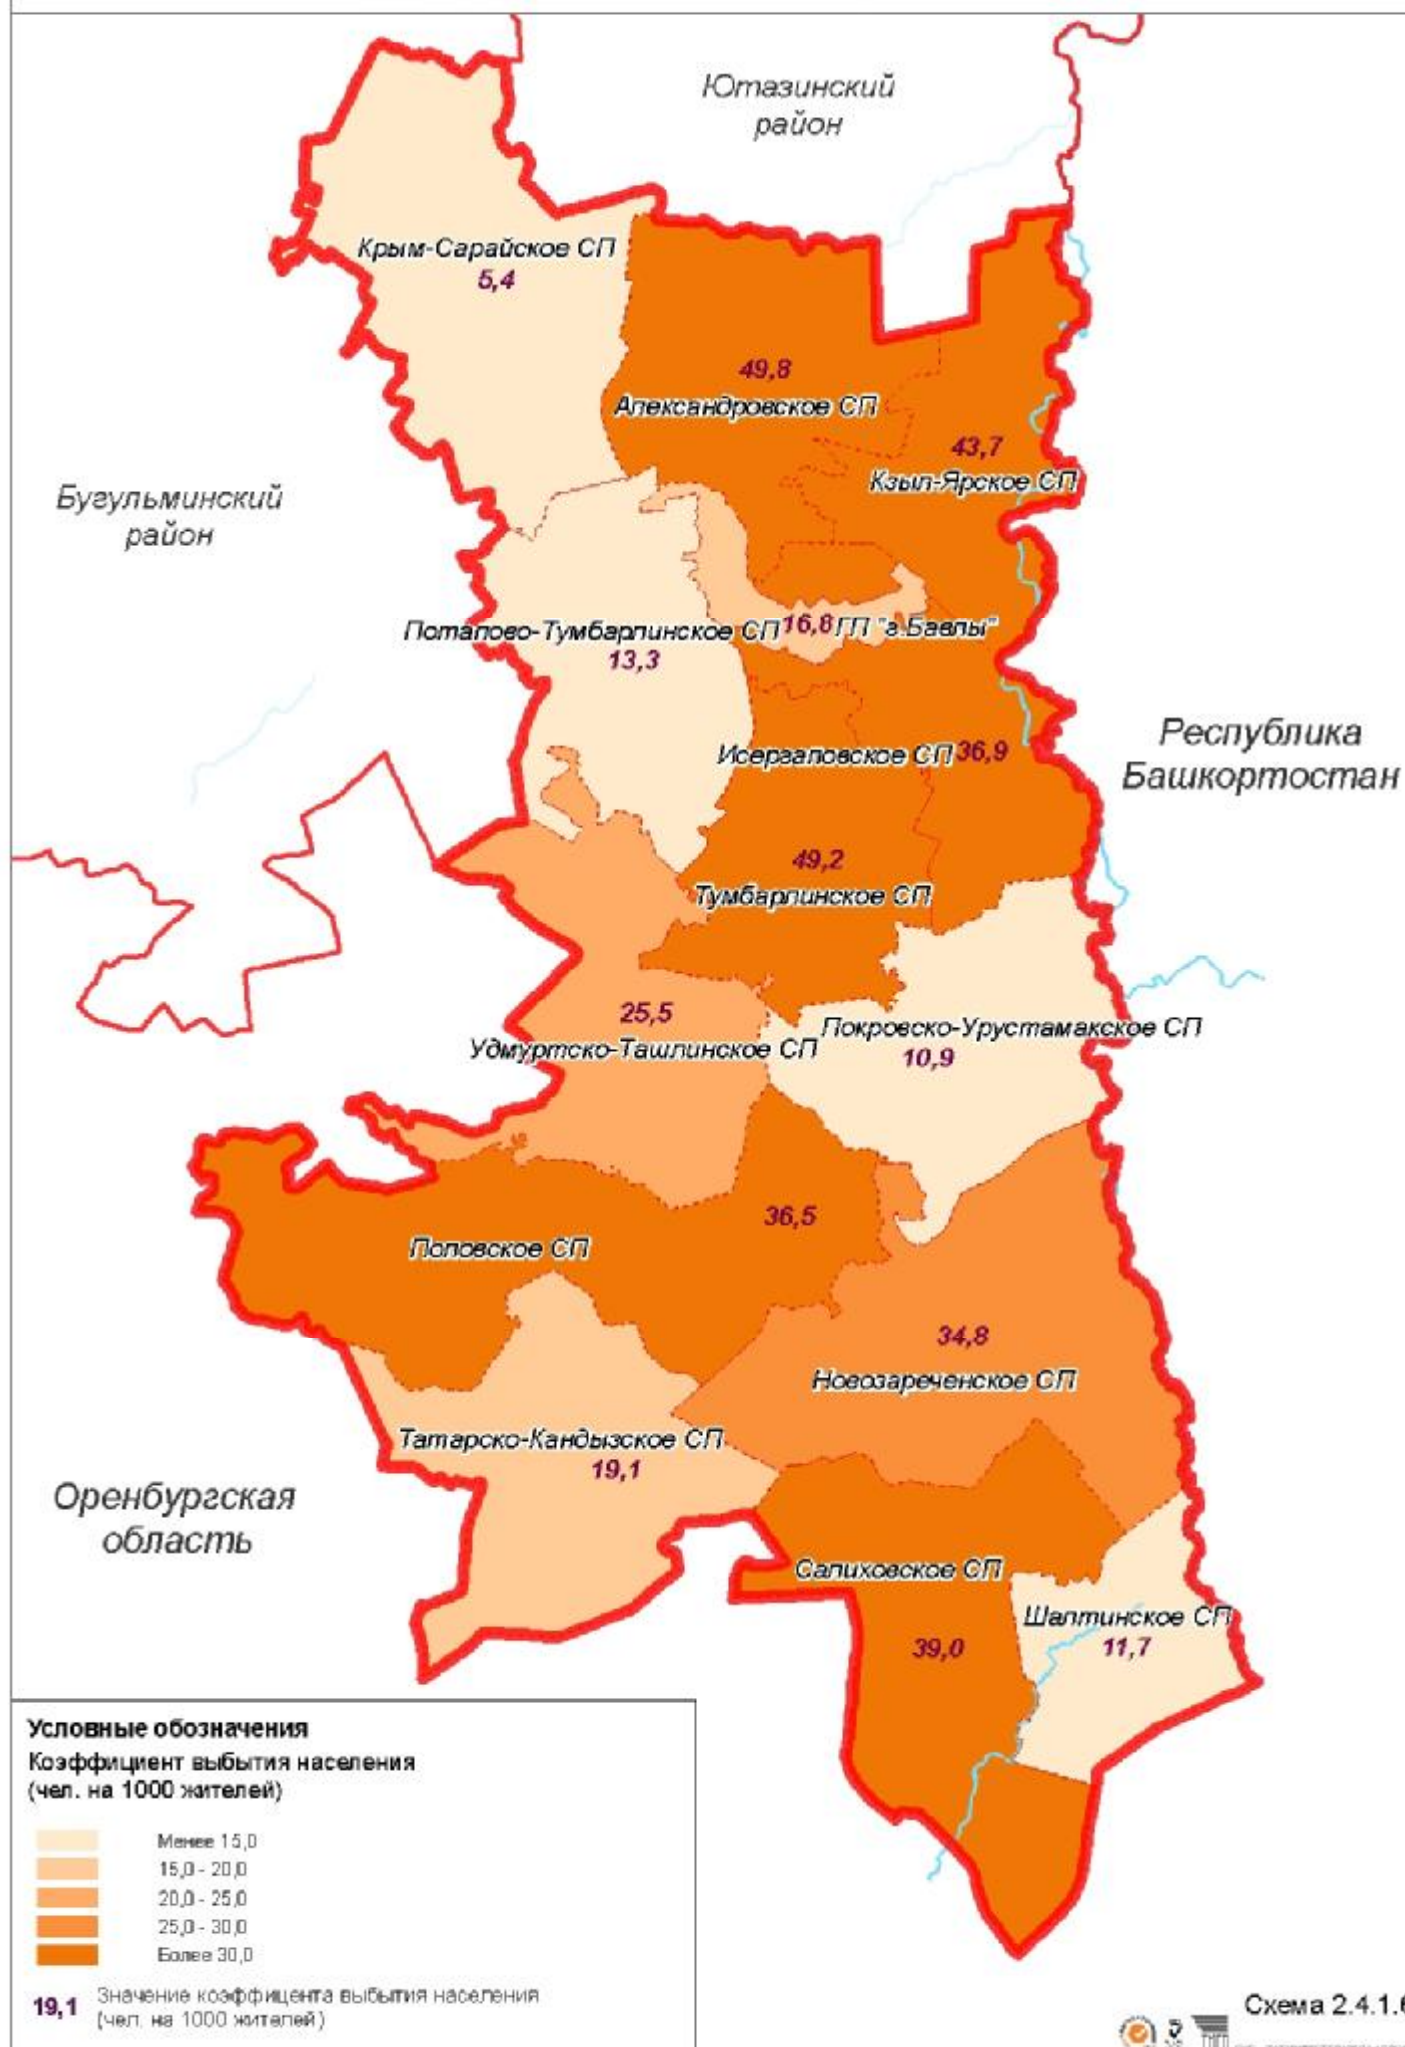 Ютазинский
район
Крым-Сарайское СП
5,4
49,8
Александровское СП
43,7
Кзыл-Ярское СП
Бугульминский
район
Потапово-Тумбарлинское СП
13,3
16,8 ГП "г.Бавлы"
Республика
Башкортостан
Исергаповское СП 36,9
49,2
Тумбарлинское СП
25,5
Удмуртско-Ташлинское СП
Покровско-Урустамакское СП
10,9
36,5
Поповское СП
34,8
Новозареченское СП
Татарско-Кандызское СП
19,1
Оренбургская
область
Салиховское СП
39,0
Шалтинское СП
11,7
Условные обозначения
Коэффициент выбытия населения
(чел. на 1000 жителей)
Менее 15,0
15,0 - 20,0
20,0 - 25,0
25,0 - 30,0
Более 30,0
19,1 Значение коэффицента выбытия населения
(чел. на 1000 жителей)
Схема 2.4.1.6